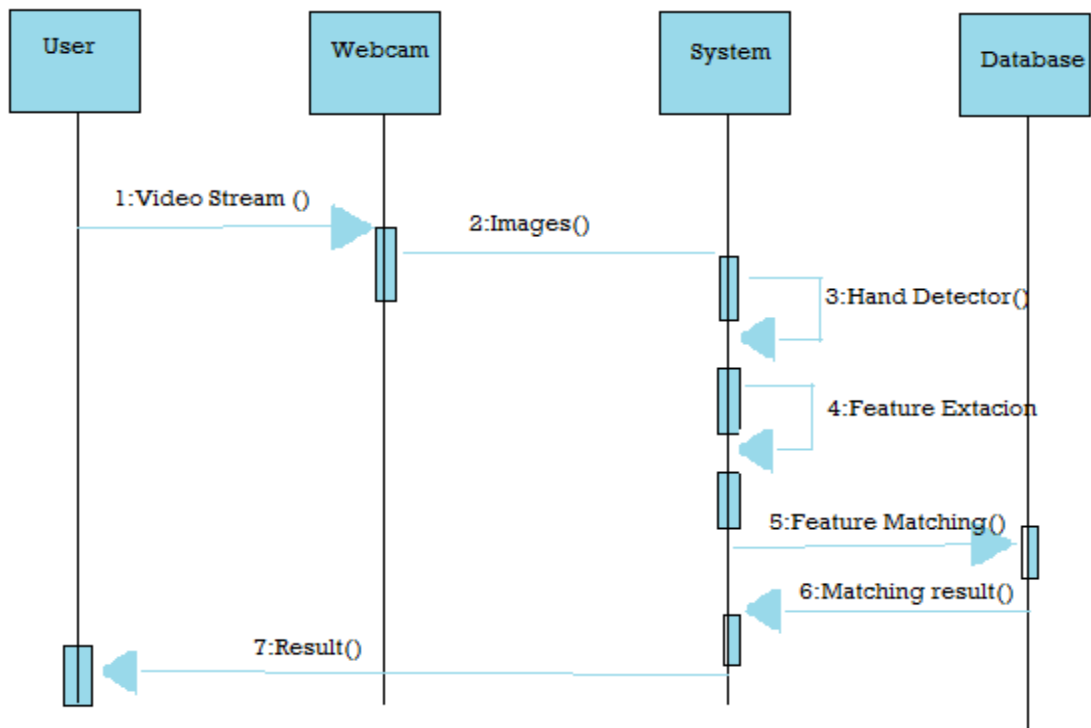 User
Webcam
System
Database
1:Video Stream ()
2:Images()
3:Hand Detector()
4:Feature Extacion
5:Feature Matching()
6:Matching result()
7:Result()